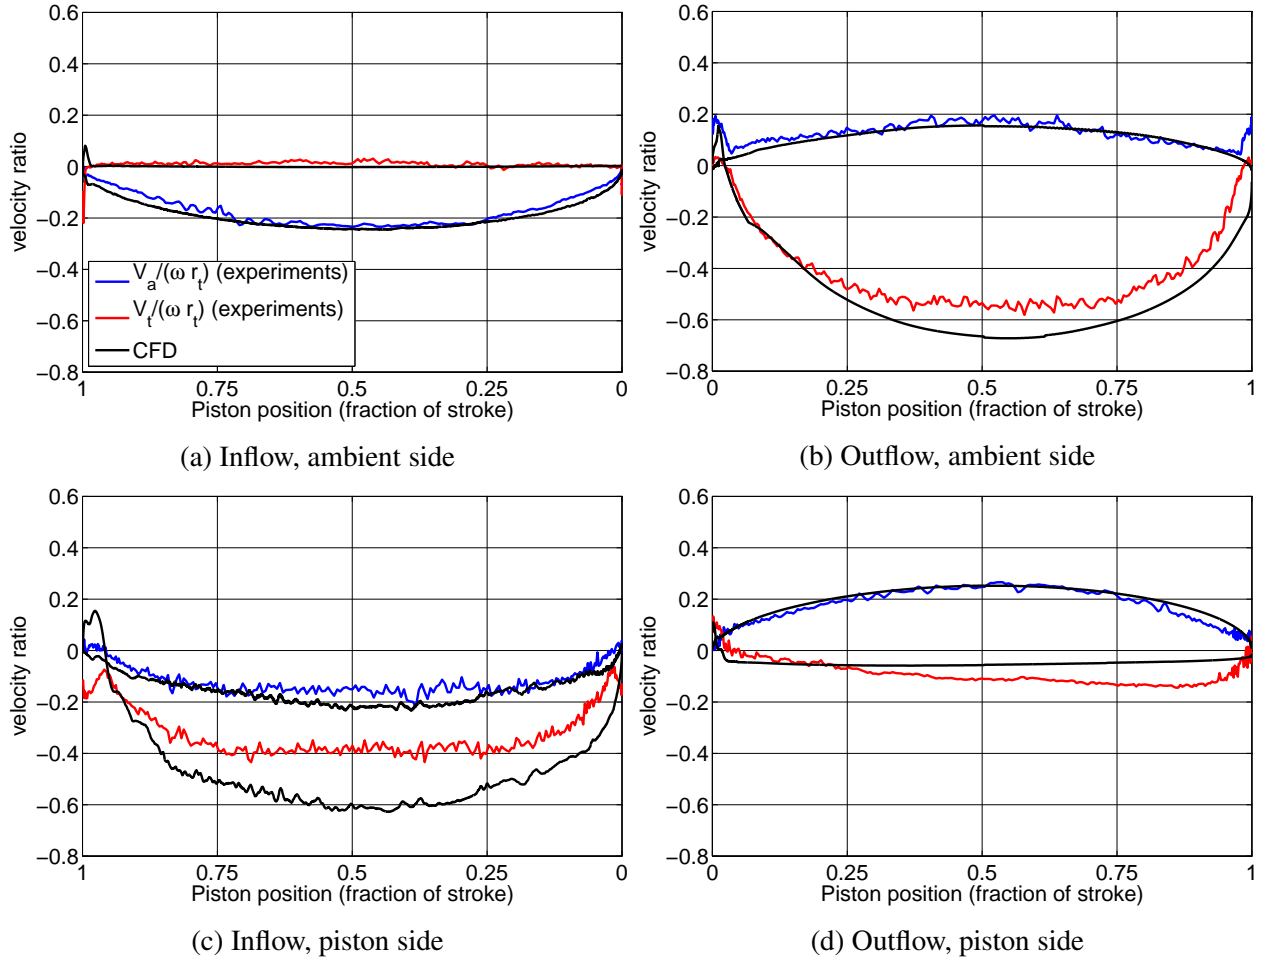 0.6
0.4
0.2
0
−0.2
−0.4
−0.6
−0.8
velocity ratio
V_a/(ω r_t) (experiments)
V_t/(ω r_t) (experiments)
CFD
1 0.75 0.5 0.25 0
Piston position (fraction of stroke)
(a) Inflow, ambient side
0.6
0.4
0.2
0
−0.2
−0.4
−0.6
−0.8
velocity ratio
0 0.25 0.5 0.75 1
Piston position (fraction of stroke)
(b) Outflow, ambient side
0.6
0.4
0.2
0
−0.2
−0.4
−0.6
−0.8
velocity ratio
1 0.75 0.5 0.25 0
Piston position (fraction of stroke)
(c) Inflow, piston side
0.6
0.4
0.2
0
−0.2
−0.4
−0.6
−0.8
velocity ratio
0 0.25 0.5 0.75 1
Piston position (fraction of stroke)
(d) Outflow, piston side